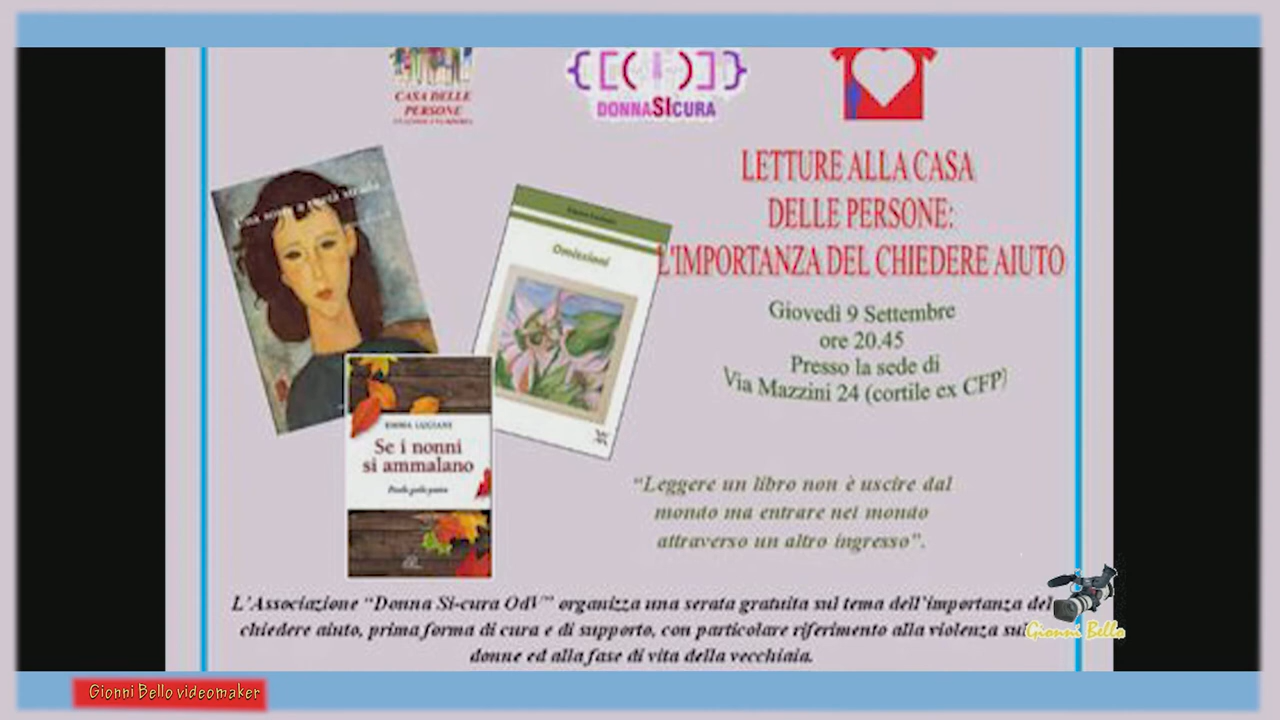 CASA DELLE
PERSONE
DONNASICURA
LETTURE ALLA CASA
DELLE PERSONE:
L'IMPORTANZA DEL CHIEDERE AIUTO
Giovedì 9 Settembre
ore 20.45
Presso la sede di
Via Mazzini 24 (cortile ex CFP)
Omissioni
EMMA LUCIANI
Se i nonni
si ammalano
"Leggere un libro non è uscire dal
mondo ma entrare nel mondo
attraverso un altro ingresso".
L'Associazione "Donna Si-cura OdV" organizza una serata gratuita sul tema dell'importanza del
chiedere aiuto, prima forma di cura e di supporto, con particolare riferimento alla violenza sul
donne ed alla fase di vita della vecchiaia.
Gionni Bello
Gionni Bello videomaker